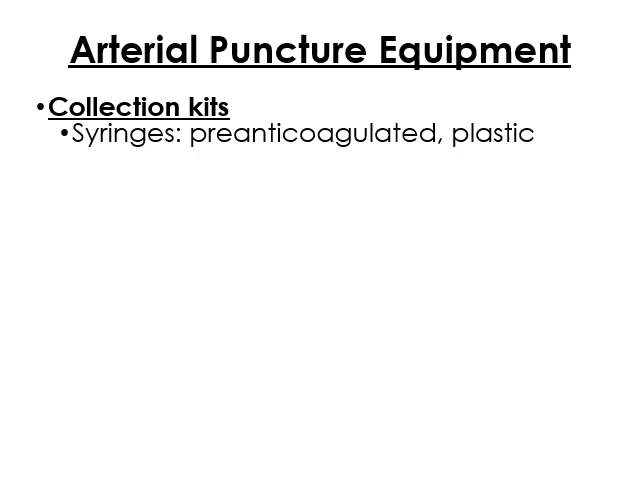 Arterial Puncture Equipment
•Collection kits
•Syringes: preanticoagulated, plastic